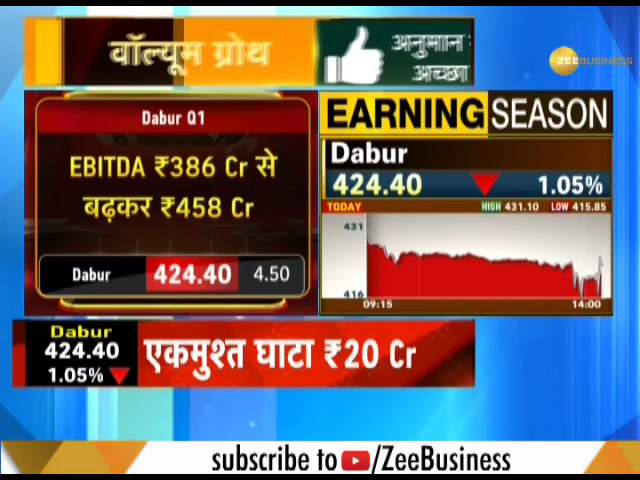 वॉल्यूम ग्रोथ
अनुमान
अच्छा
ZEEBUSINESS
Dabur Q1
EBITDA ₹386 Cr से
बढ़कर ₹458 Cr
Dabur 424.40 4.50
EARNING SEASON
Dabur
424.40 1.05%
TODAY HIGH 431.10 LOW 415.85
431
416
09:15 14:00
Dabur
424.40
1.05%
एकमुश्त घाटा ₹20 Cr
subscribe to /ZeeBusiness